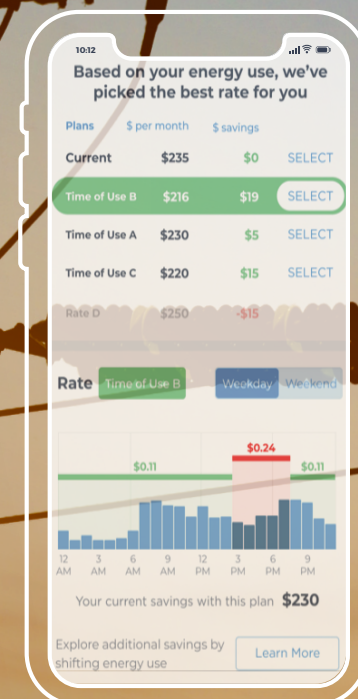 10:12
Based on your energy use, we've
picked the best rate for you
Plans $ per month $ savings
Current $235 $0 SELECT
Time of Use B $216 $19 SELECT
Time of Use A $230 $5 SELECT
Time of Use C $220 $15 SELECT
Rate D $250 -$15
Rate Time of Use B Weekday Weekend
$0.24
$0.11 $0.11
12 3 6 9 12 3 6 9
AM AM AM AM PM PM PM PM
Your current savings with this plan $230
Explore additional savings by
shifting energy use
Learn More